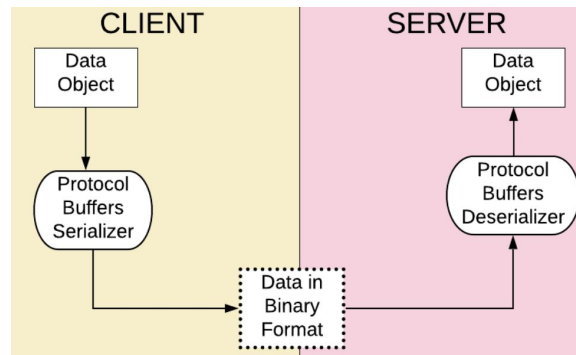 CLIENT
SERVER
Data
Object
Data
Object
Protocol
Buffers
Serializer
Protocol
Buffers
Deserializer
Data in
Binary
Format